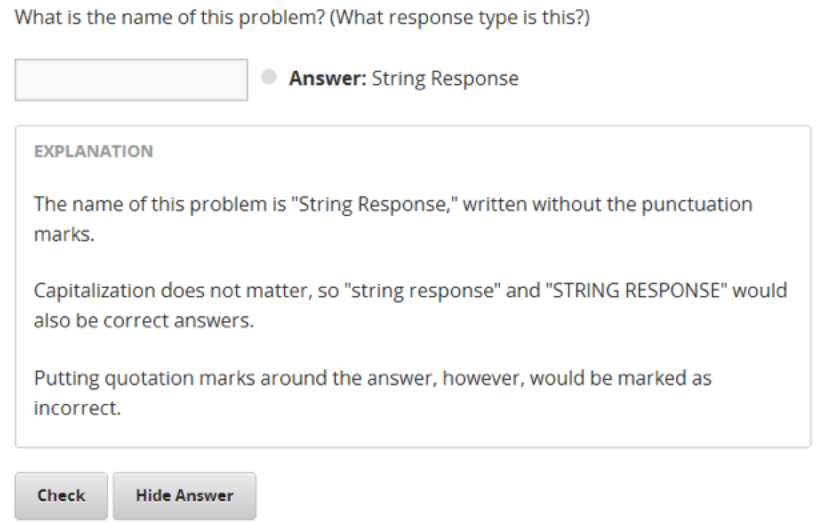 What is the name of this problem? (What response type is this?)
Answer: String Response
EXPLANATION
The name of this problem is "String Response," written without the punctuation
marks.
Capitalization does not matter, so "string response" and "STRING RESPONSE" would
also be correct answers.
Putting quotation marks around the answer, however, would be marked as
incorrect.
Check Hide Answer